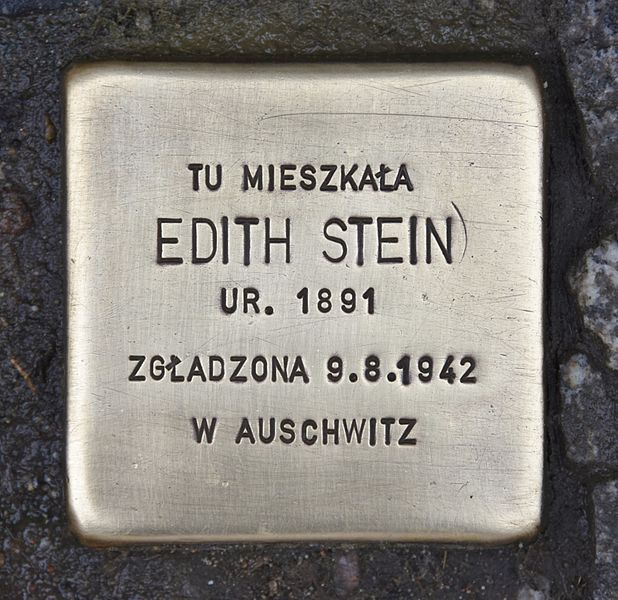 TU MIESZKAŁA
EDITH STEIN
UR. 1891
ZGŁADZONA 9.8.1942
W AUSCHWITZ